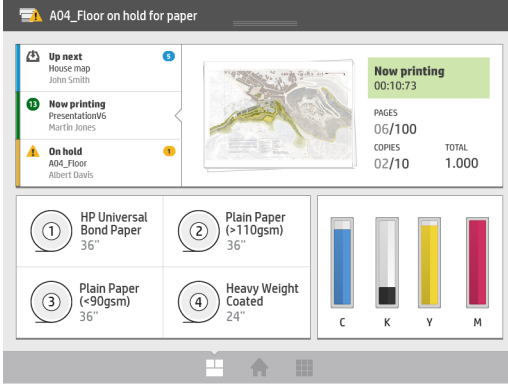 A04_Floor on hold for paper
Up next
5
House map
John Smith
13
Now printing
PresentationV6
Martin Jones
On hold
1
A04_Floor
Albert Davis
Now printing
00:10:73
PAGES
06/100
COPIES
TOTAL
02/10
1.000
1
HP Universal
Bond Paper
36"
2
Plain Paper
(>110gsm)
36"
3
Plain Paper
(<90gsm)
36"
4
Heavy Weight
Coated
24"
C
K
Y
M